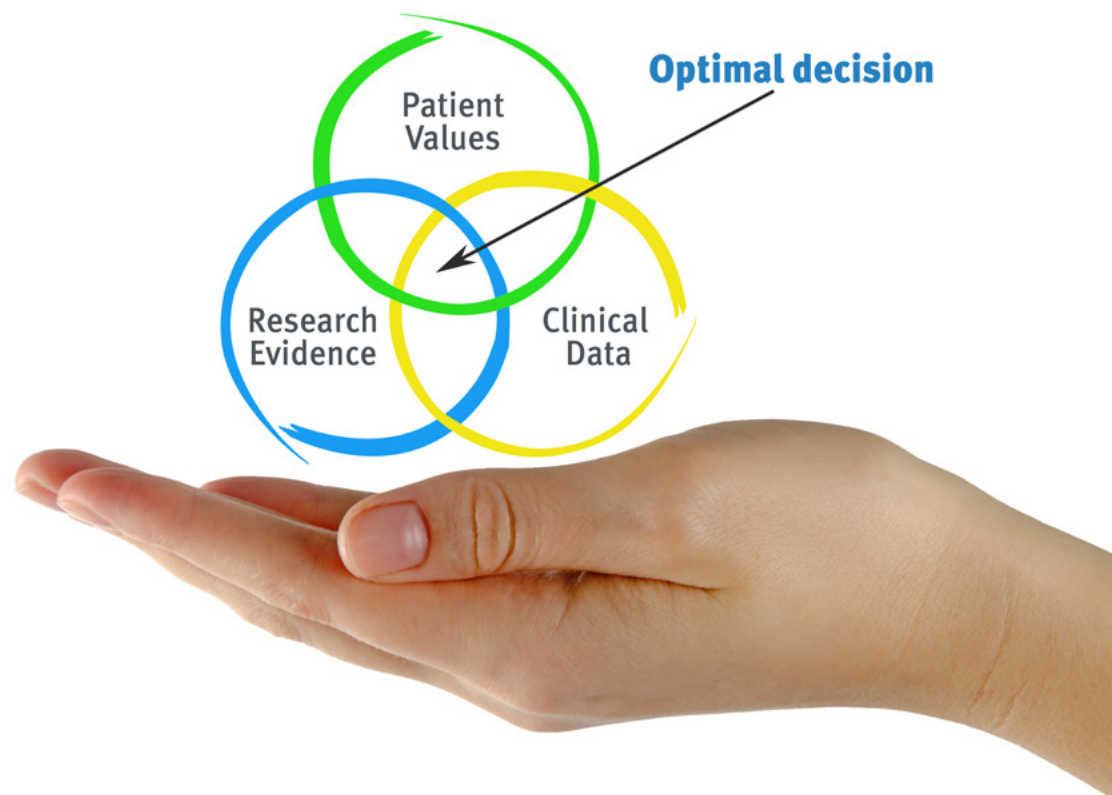 Optimal decision
Patient
Values
Research
Evidence
Clinical
Data